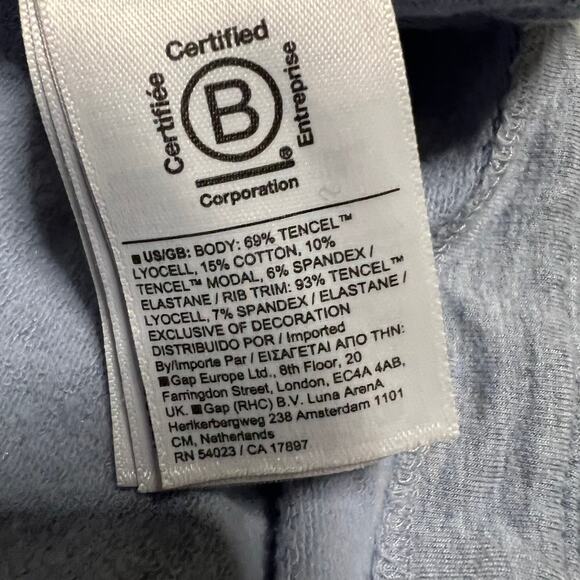 Certified
Certifiée
B
Entreprise
®
Corporation
■US/GB: BODY: 69% TENCEL™
LYOCELL, 15% COTTON, 10%
TENCEL™ MODAL, 6% SPANDEX /
ELASTANE / RIB TRIM: 93% TENCEL™
LYOCELL, 7% SPANDEX / ELASTANE /
EXCLUSIVE OF DECORATION
DISTRIBUIDO POR / Imported
By/Importe Par / ΕΙΣΑΓΕΤΑΙ ΑΠΟ ΤΗΝ:
■Gap Europe Ltd., 8th Floor, 20
Farringdon Street, London, EC4A 4AB,
UK. ■Gap (RHC) B.V. Luna ArenA
Herikerbergweg 238 Amsterdam 1101
CM, Netherlands
RN 54023 / CA 17897